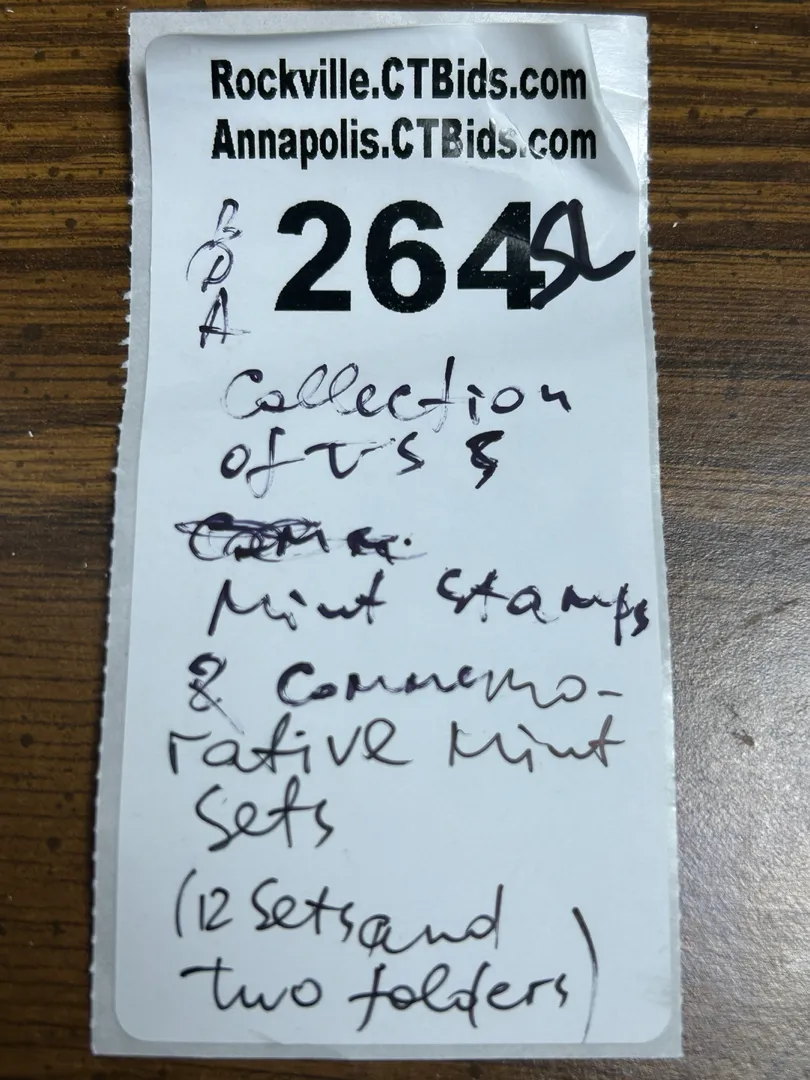 Rockville.CTBids.com
Annapolis.CTBids.com
264 SL
Collection
of US &
Mint Stamps
& Commemo-
rative Mint
Sets
(12 Sets and
two folders)